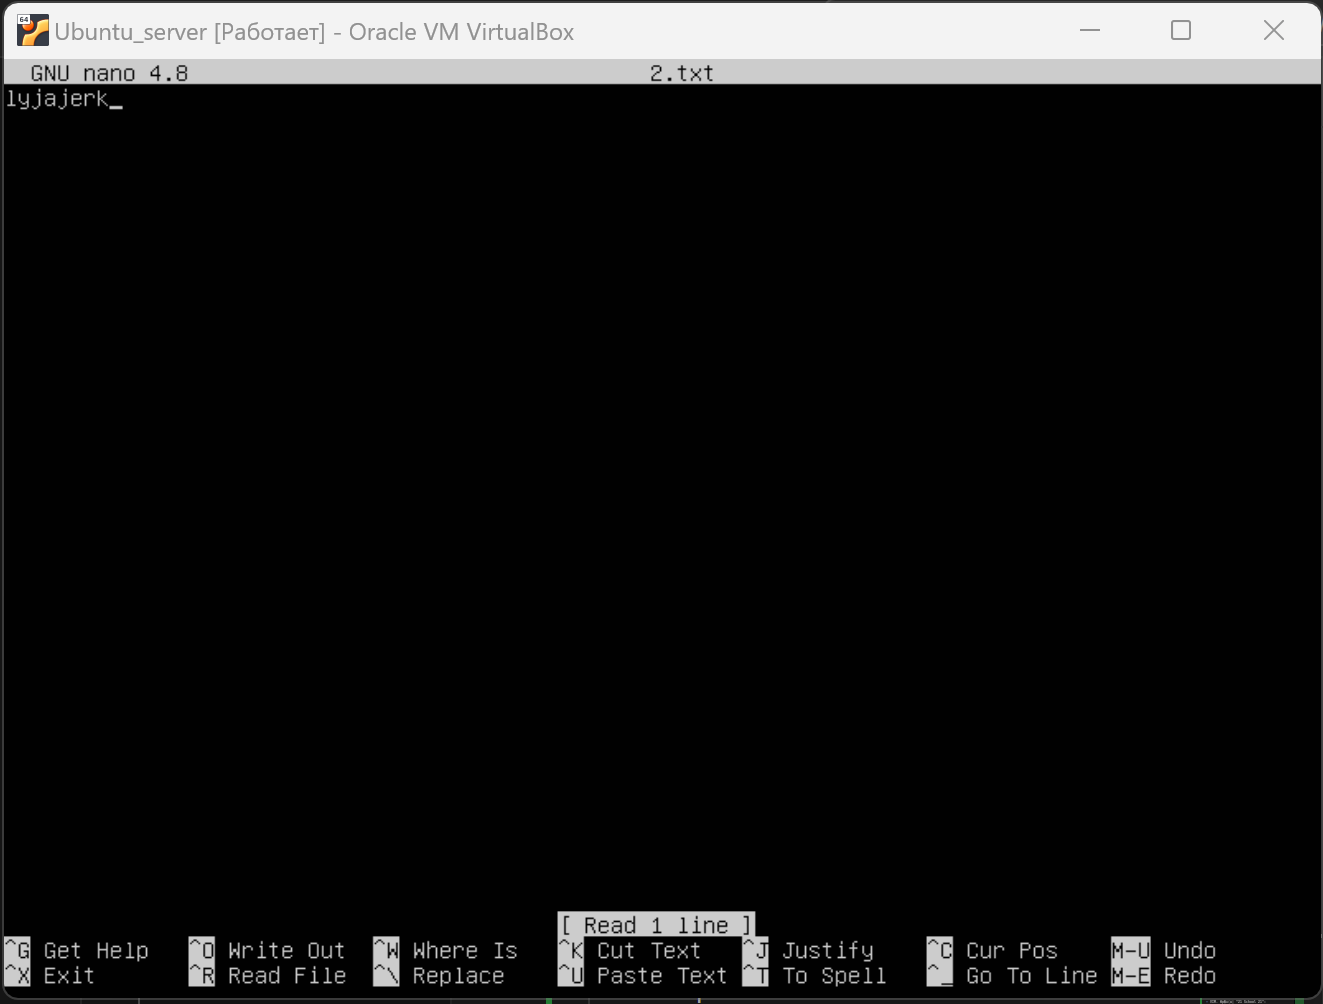 64
Ubuntu_server [Работает] - Oracle VM VirtualBox
GNU nano 4.8 2.txt
lyjajerk_
[ Read 1 line ]
^G Get Help ^O Write Out ^W Where Is ^K Cut Text ^J Justify ^C Cur Pos M-U Undo
^X Exit ^R Read File ^\ Replace ^U Paste Text ^T To Spell ^_ Go To Line M-E Redo